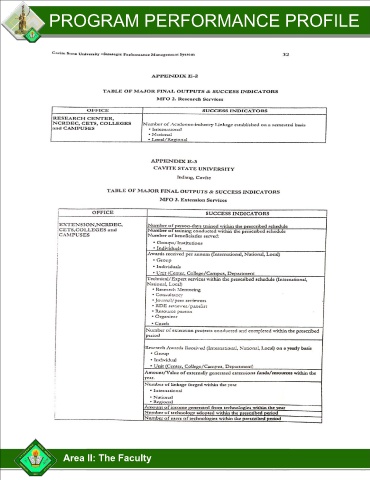 PROGRAM PERFORMANCE PROFILE
Cavite State University Strategic Performance Management System 32
APPENDIX E-2
TABLE OF MAJOR FINAL OUTPUTS & SUCCESS INDICATORS
MFO 2. Research Services
OFFICE SUCCESS INDICATORS
RESEARCH CENTER,
NCRDEC, CETS, COLLEGES Number of Academe-industry Linkage established on a semestral basis
and CAMPUSES • International
• National
• Local/Regional
APPENDIX E-3
CAVITE STATE UNIVERSITY
Indang, Cavite
TABLE OF MAJOR FINAL OUTPUTS & SUCCESS INDICATORS
MFO 3. Extension Services
OFFICE SUCCESS INDICATORS
EXTENSION,NCRDEC, Number of person-days trained within the prescribed schedule
CETS,COLLEGES and Number of training conducted within the prescribed schedule
CAMPUSES Number of beneficiaries served:
• Groups/Institutions
• Individuals
Awards received per annum (International, National, Local)
• Group
• Individuals
• Unit (Center, College/Campus, Department
Technical/Expert services within the prescribed schedule (International,
National, Local)
• Research Mentoring
• Consultancy
• Journal/peer reviewers
• RDE reviewer/panelist
• Resource person
• Organizer
• Coach
Number of extension projects conducted and completed within the prescribed
period
Research Awards Received (International, National, Local) on a yearly basis
• Group
• Individual
• Unit (Center, College/Campus, Department)
Amount/Value of externally generated extension funds/resources within the
year
Number of linkage forged within the year
• International
• National
• Regional
Amount of income generated from technologies within the year
Number of technology adopted within the prescribed period
Number of users of technologies within the prescribed period
Area II: The Faculty